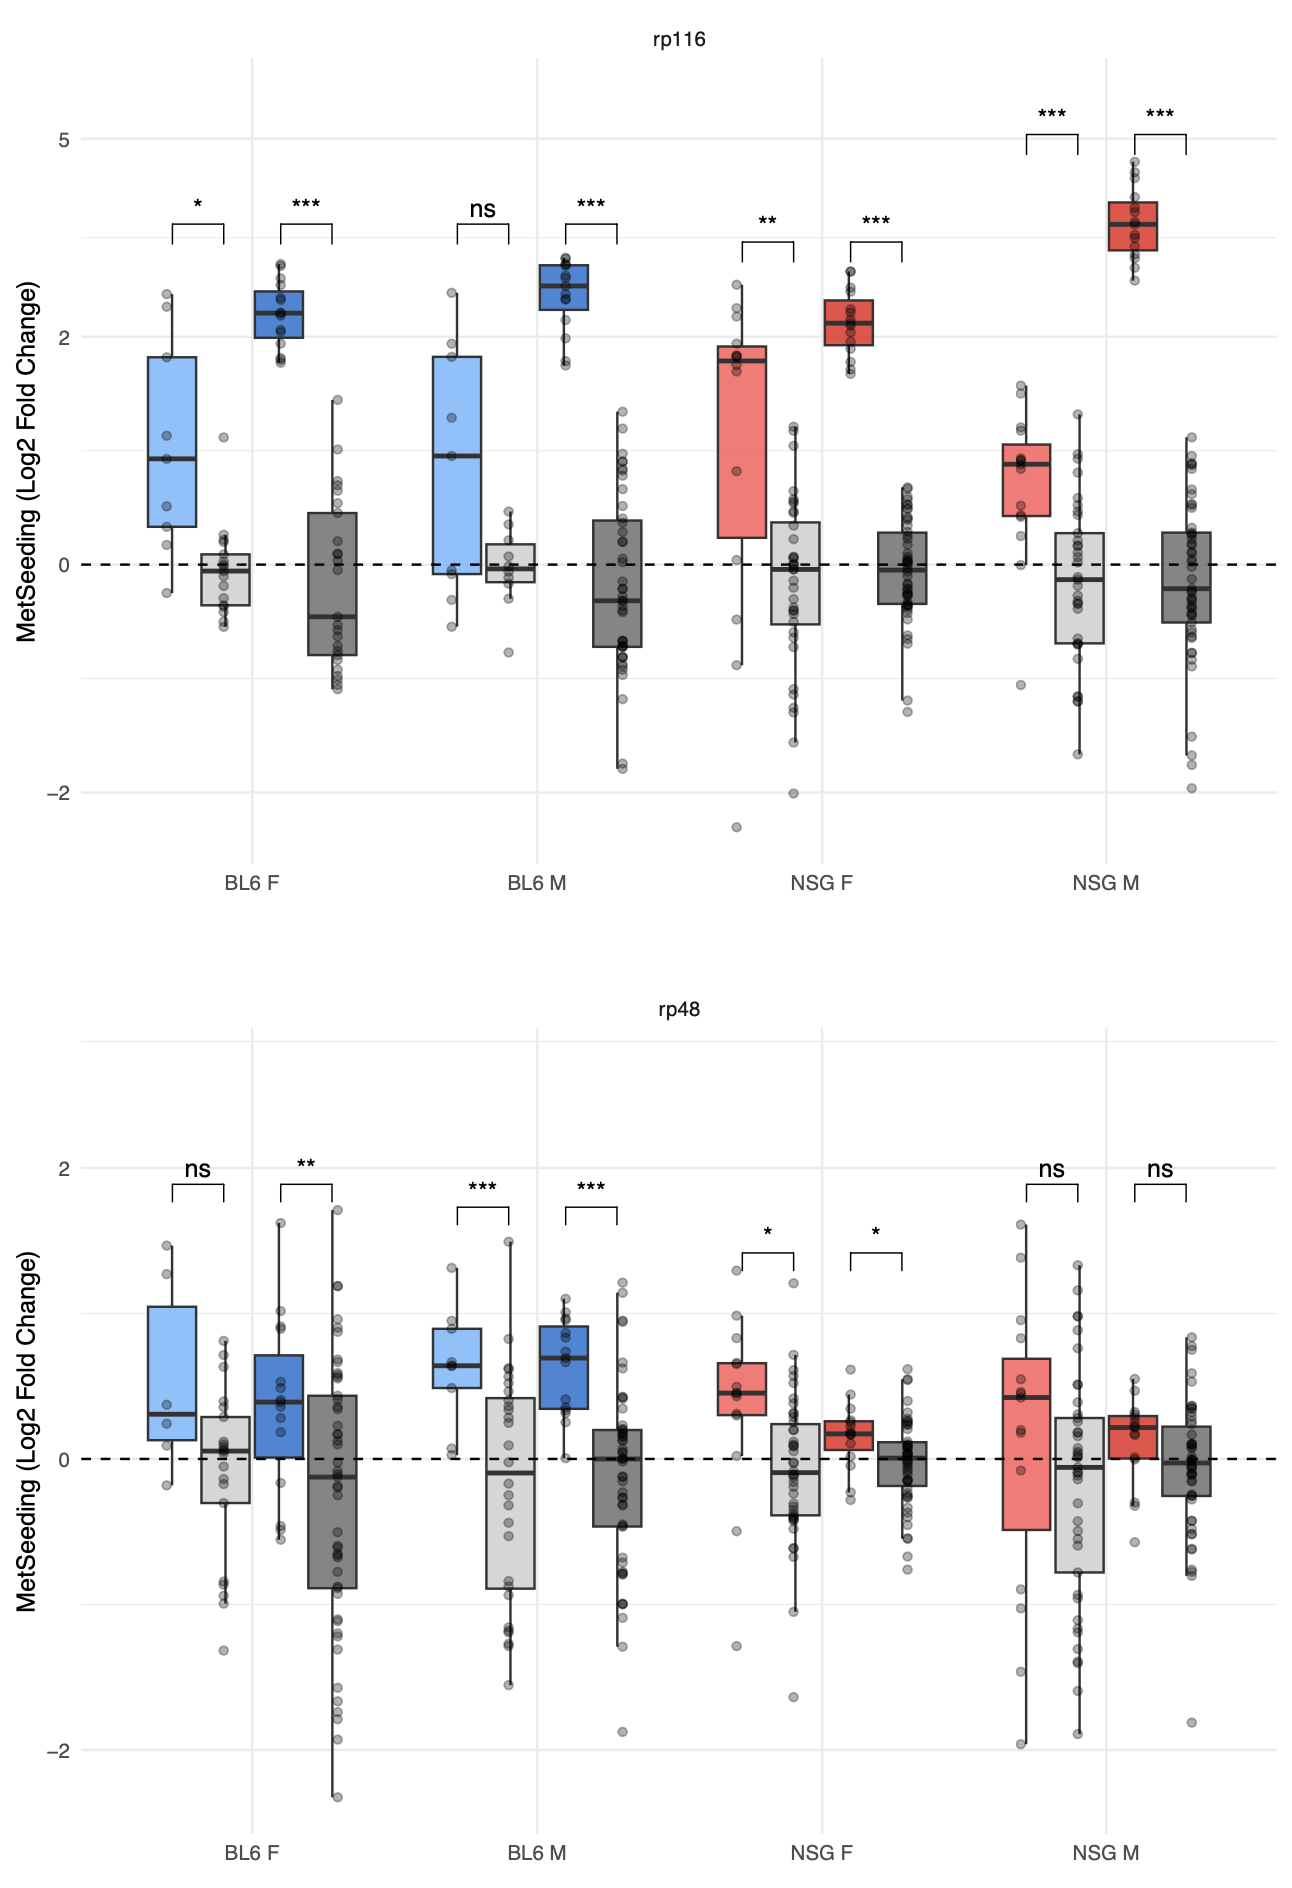 rp116
5
*** ***
* *** ns *** ** ***
2
0
−2
MetSeeding (Log2 Fold Change)
BL6 F BL6 M NSG F NSG M
rp48
2
ns ** *** *** * * ns ns
0
−2
MetSeeding (Log2 Fold Change)
BL6 F BL6 M NSG F NSG M